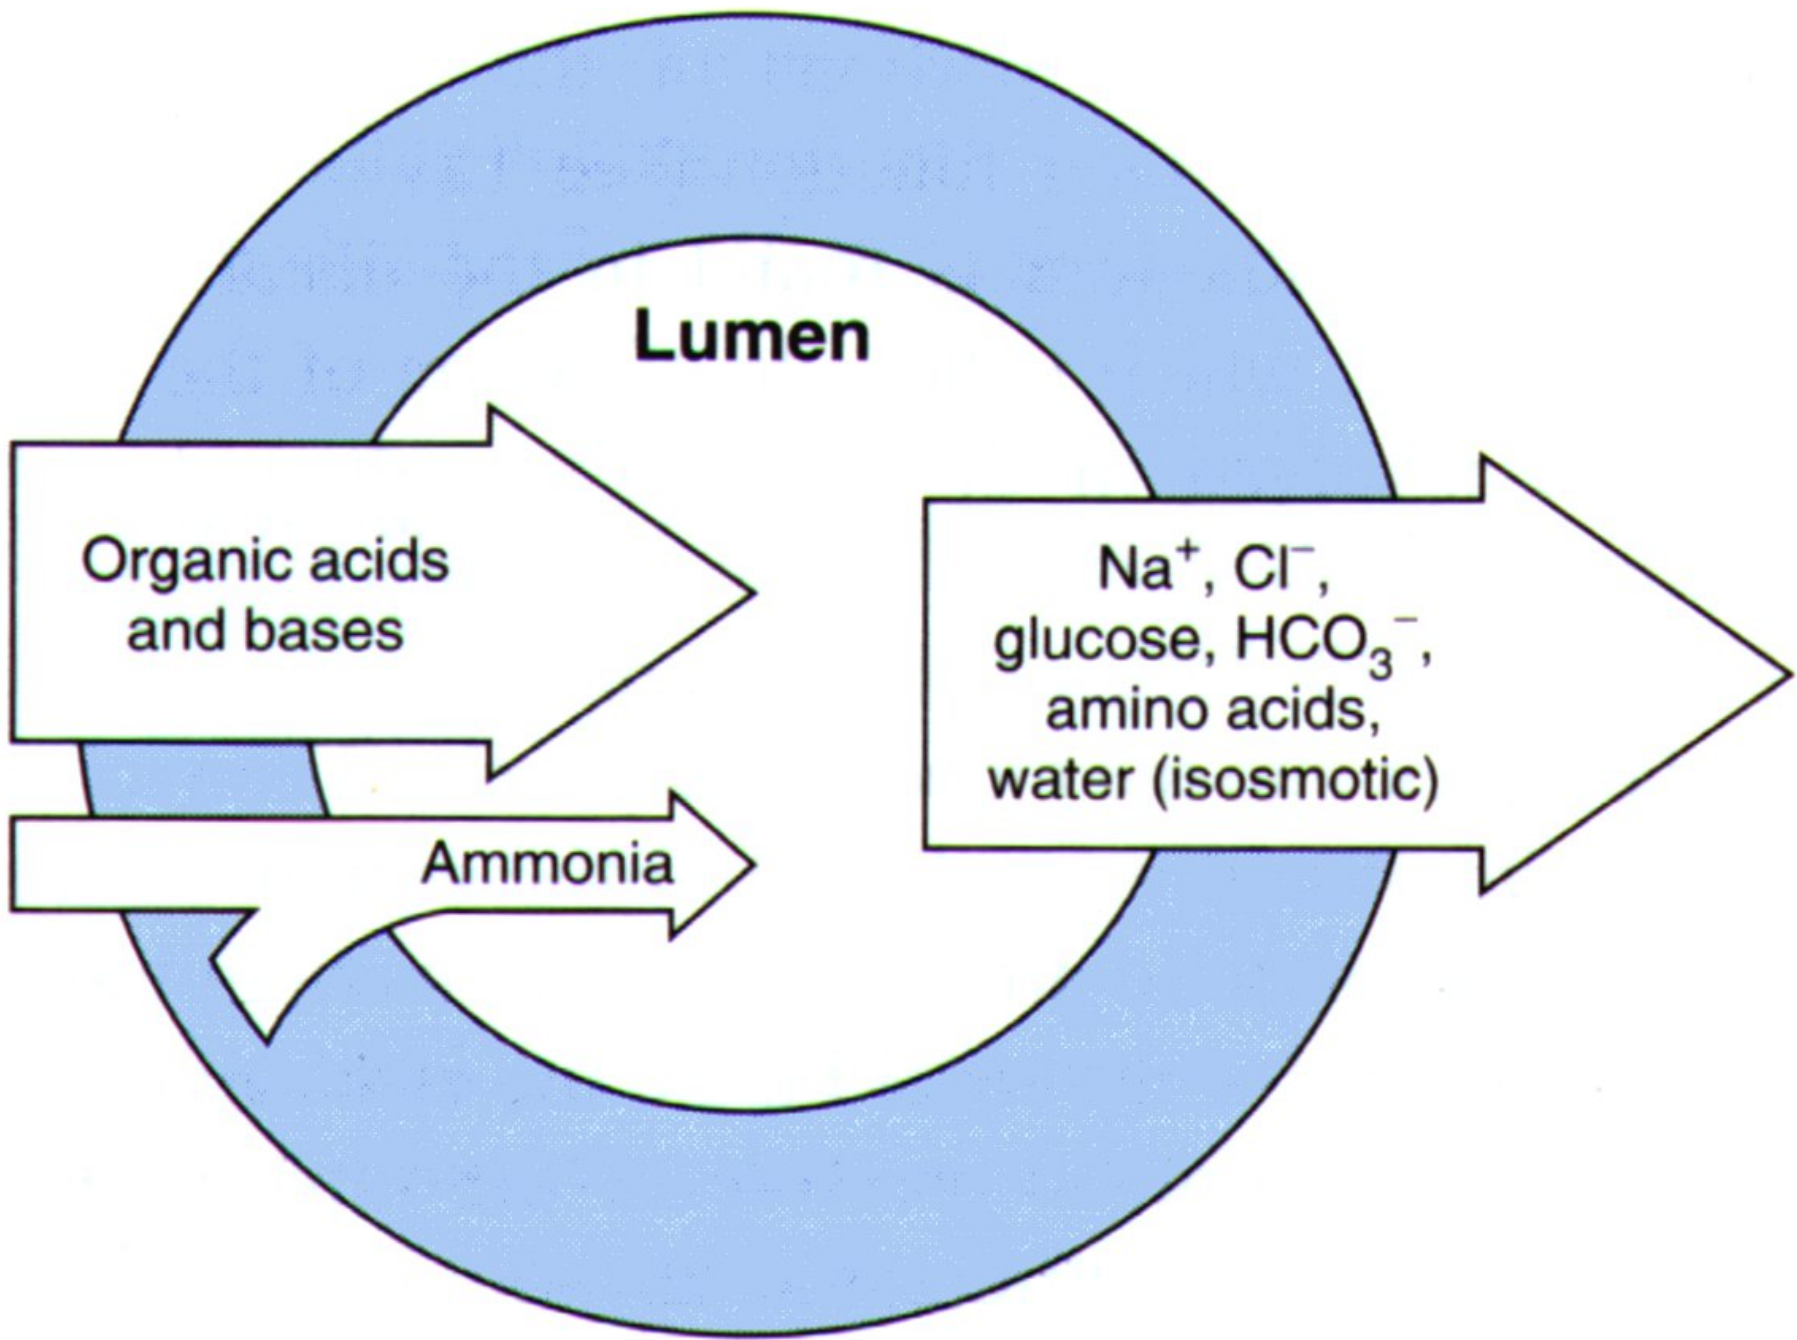 Lumen
Organic acids
and bases
Na⁺, Cl⁻,
glucose, HCO₃⁻,
amino acids,
water (isosmotic)
Ammonia